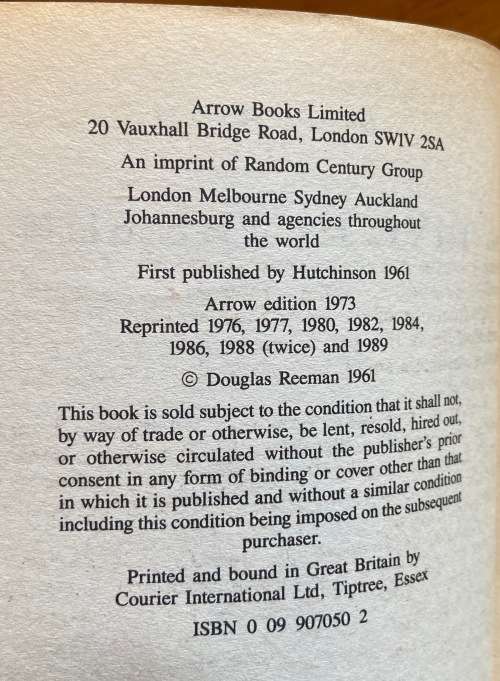 Arrow Books Limited
20 Vauxhall Bridge Road, London SW1V 2SA
An imprint of Random Century Group
London Melbourne Sydney Auckland
Johannesburg and agencies throughout
the world
First published by Hutchinson 1961
Arrow edition 1973
Reprinted 1976, 1977, 1980, 1982, 1984,
1986, 1988 (twice) and 1989
© Douglas Reeman 1961
This book is sold subject to the condition that it shall not,
by way of trade or otherwise, be lent, resold, hired out,
or otherwise circulated without the publisher's prior
consent in any form of binding or cover other than that
in which it is published and without a similar condition
including this condition being imposed on the subsequent
purchaser.
Printed and bound in Great Britain by
Courier International Ltd, Tiptree, Essex
ISBN 0 09 907050 2